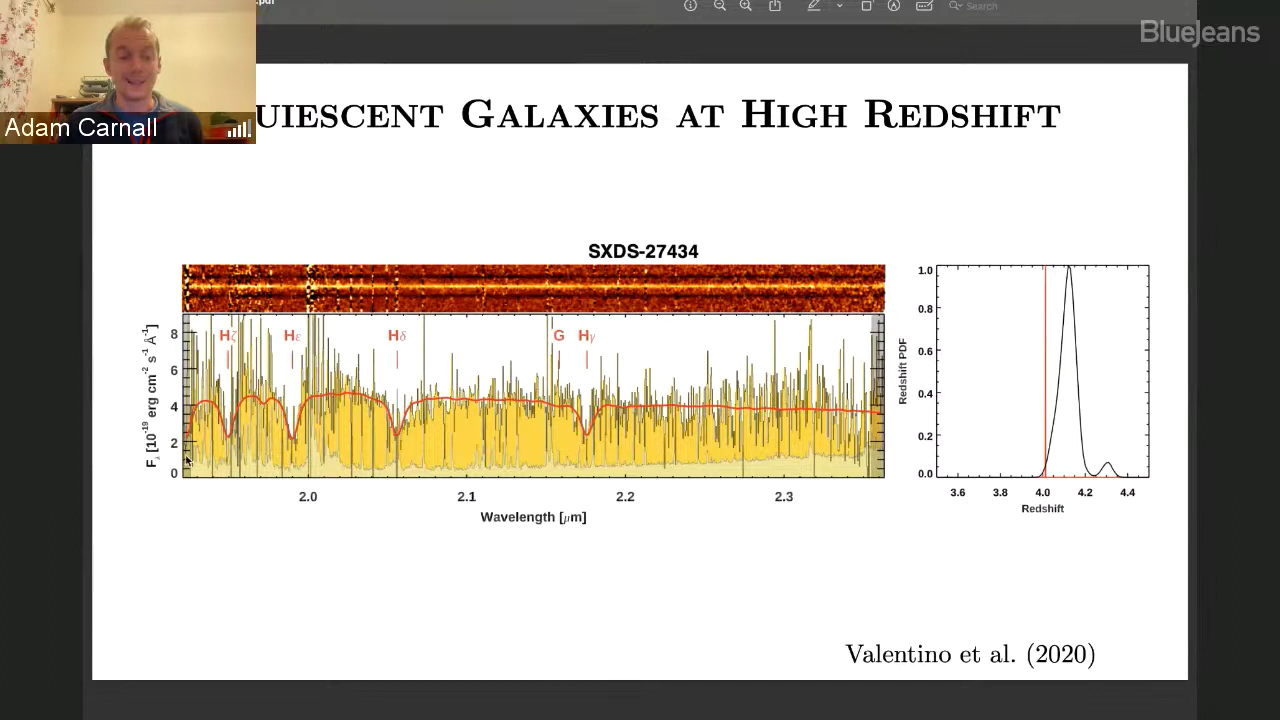 .pdf
Search
BlueJeans
Adam Carnall
UIESCENT GALAXIES AT HIGH REDSHIFT
SXDS-27434
Hζ Hε Hδ G Hγ
8
6
4
2
0
F_λ [10⁻¹⁹ erg cm⁻² s⁻¹ Å⁻¹]
2.0 2.1 2.2 2.3
Wavelength [μm]
1.0
0.8
0.6
0.4
0.2
0.0
Redshift PDF
3.6 3.8 4.0 4.2 4.4
Redshift
Valentino et al. (2020)